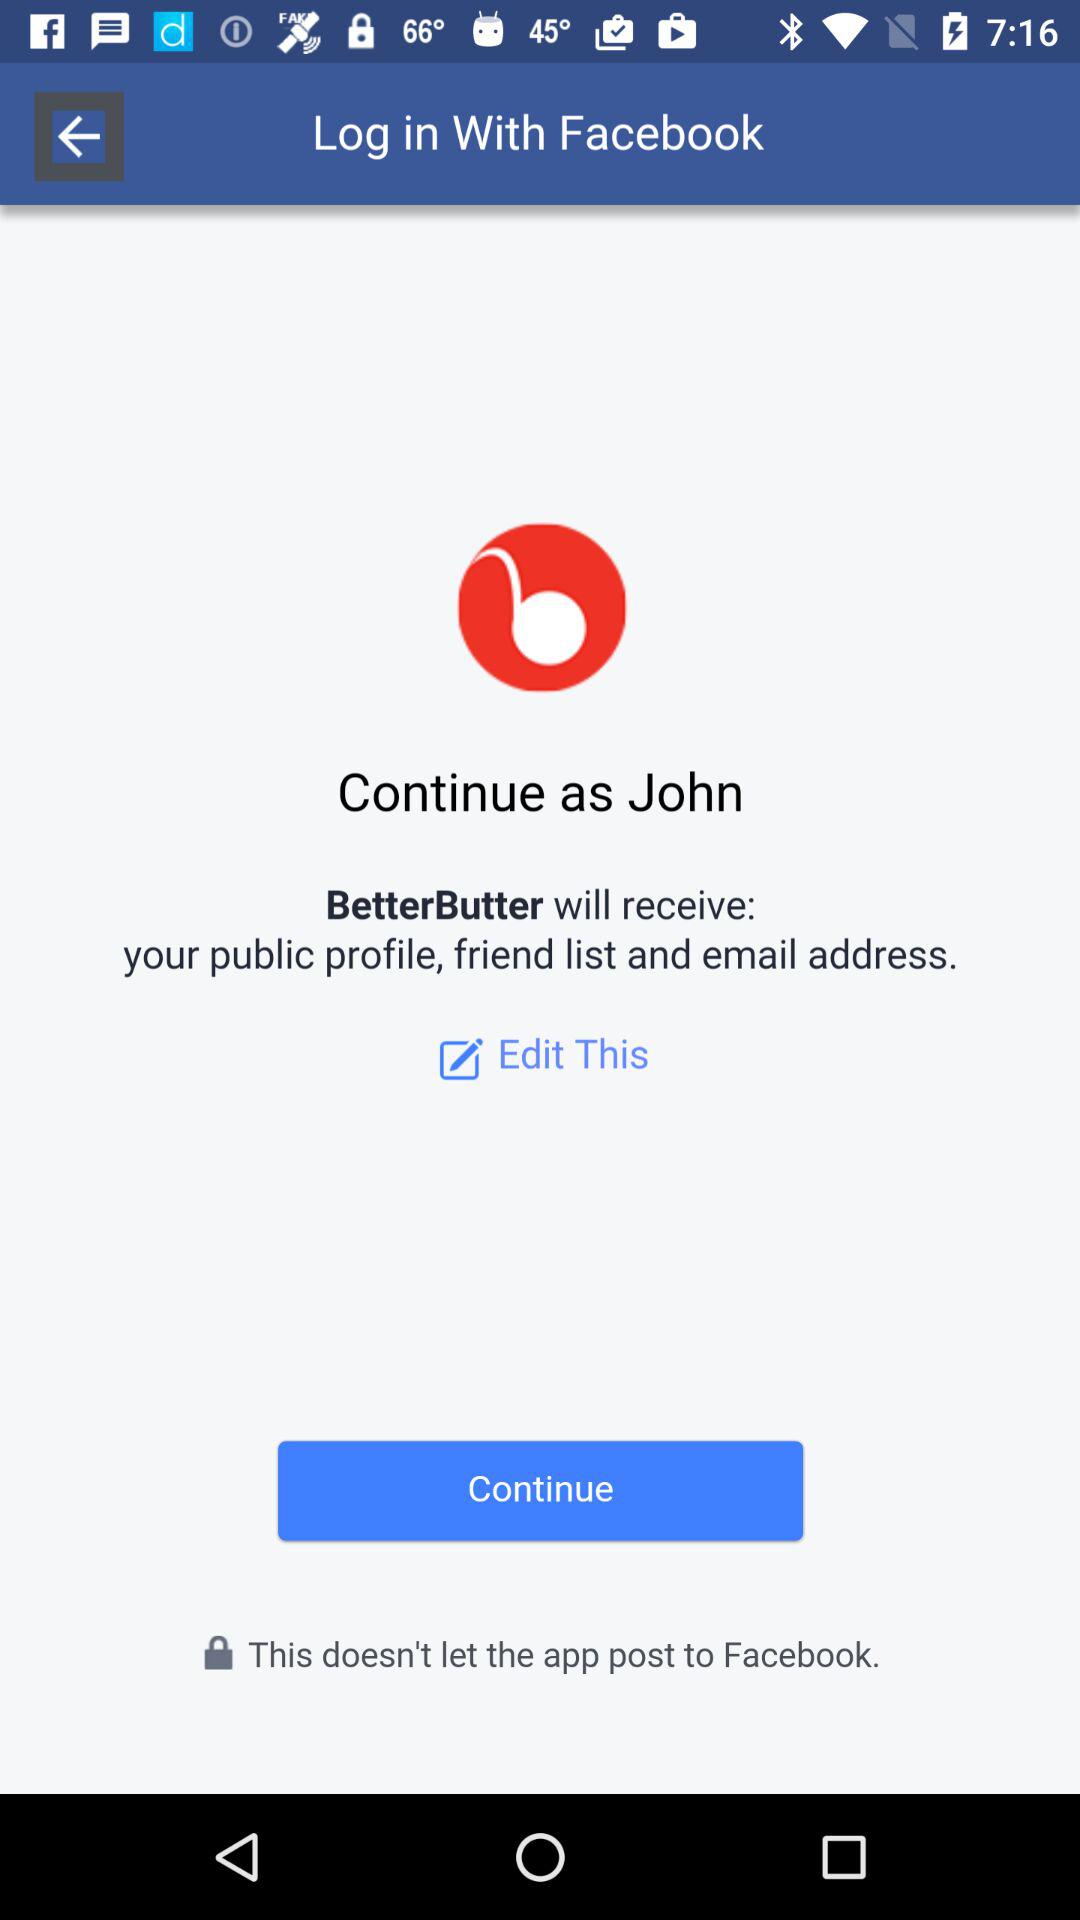 FAKE 66° 45° 7:16
Log in With Facebook
Continue as John
BetterButter will receive:
your public profile, friend list and email address.
Edit This
Continue
This doesn't let the app post to Facebook.